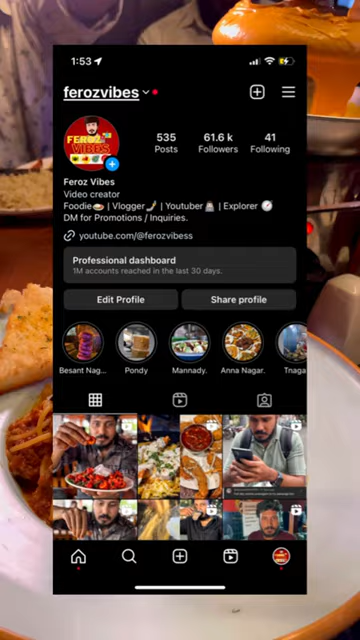 1:53
ferozvibes
FEROZ
VIBES
535
61.6 k
41
Posts
Followers
Following
Feroz Vibes
Video creator
Foodie🍛 | Vlogger🤳 | Youtuber👨🏻‍💻 | Explorer 🧭
DM for Promotions / Inquiries.
youtube.com/@ferozvibess
Professional dashboard
1M accounts reached in the last 30 days.
Edit Profile
Share profile
Besant Nag...
Pondy
Mannady.
Anna Nagar.
Tnaga